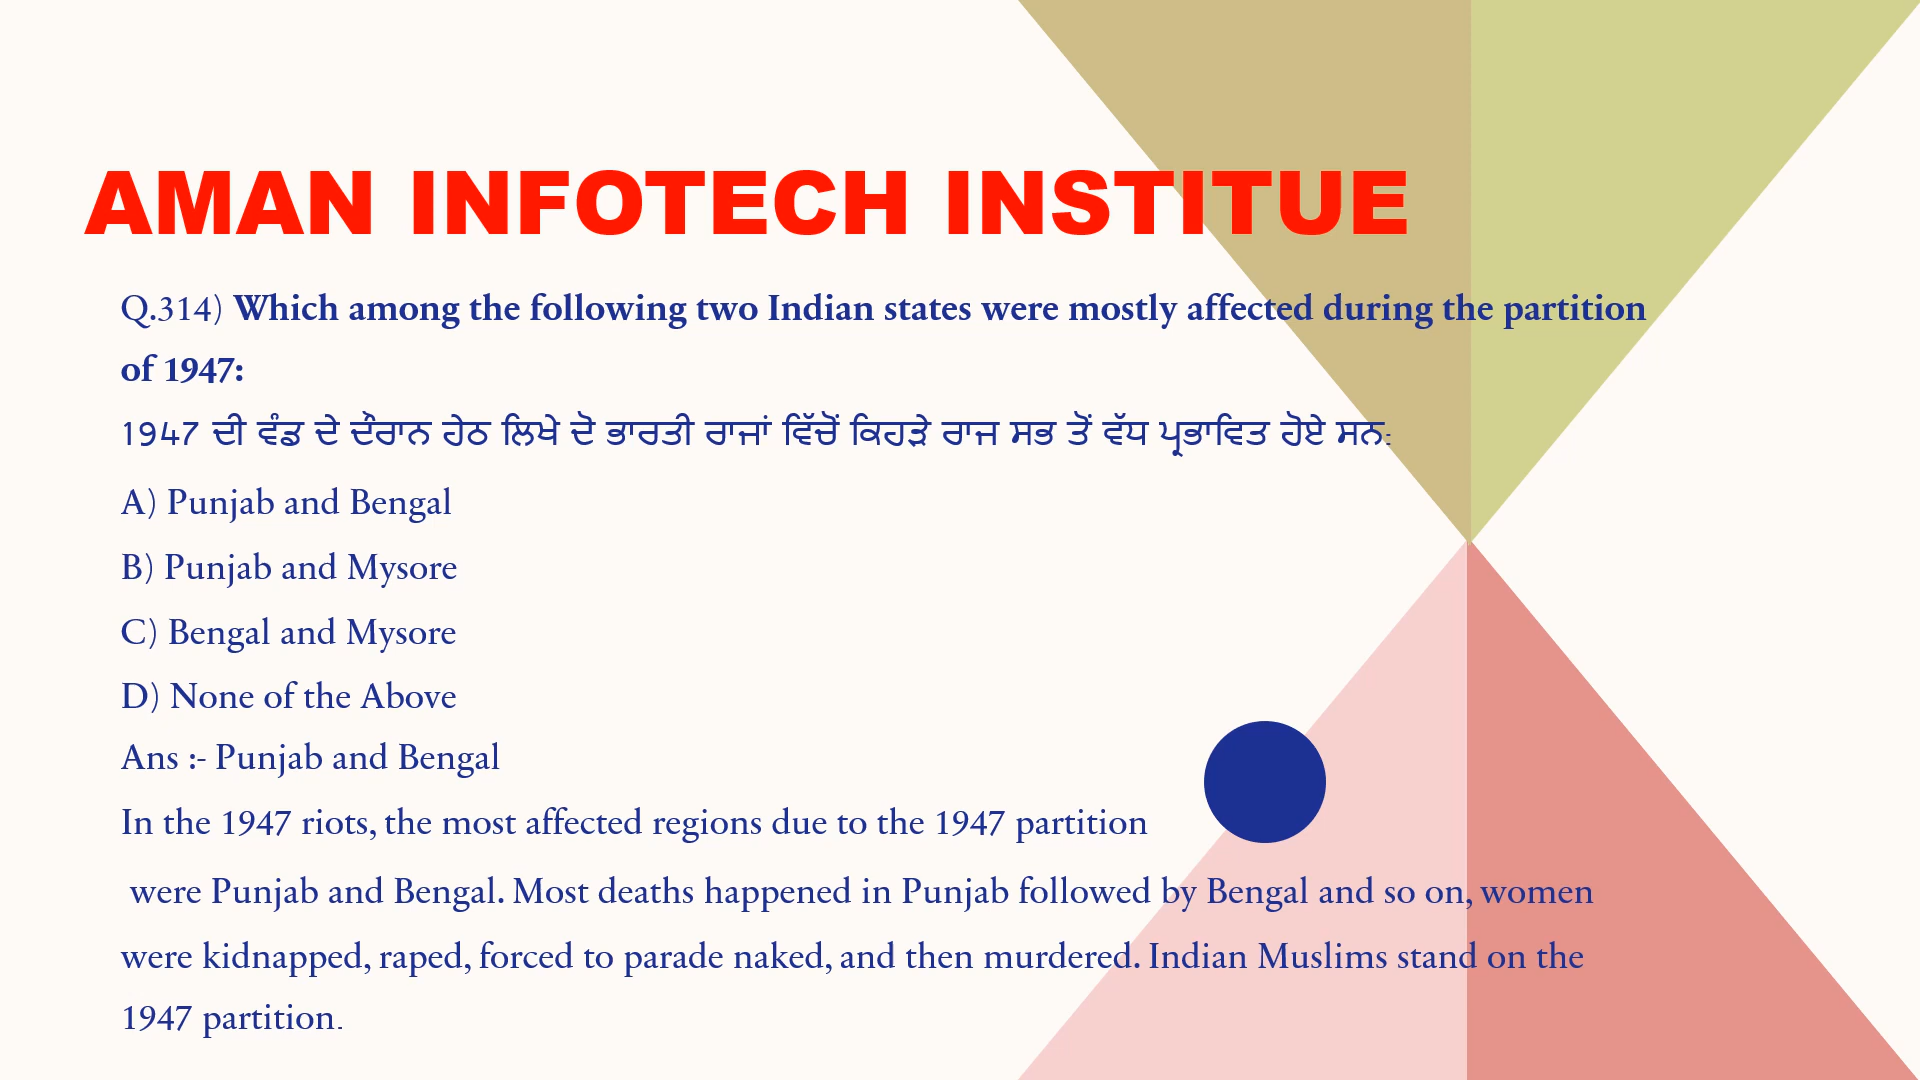 AMAN INFOTECH INSTITUE
Q.314) Which among the following two Indian states were mostly affected during the partition
of 1947:
1947 ਦੀ ਵੰਡ ਦੇ ਦੌਰਾਨ ਹੇਠ ਲਿਖੇ ਦੋ ਭਾਰਤੀ ਰਾਜਾਂ ਵਿੱਚੋਂ ਕਿਹੜੇ ਰਾਜ ਸਭ ਤੋਂ ਵੱਧ ਪ੍ਰਭਾਵਿਤ ਹੋਏ ਸਨ:
A) Punjab and Bengal
B) Punjab and Mysore
C) Bengal and Mysore
D) None of the Above
Ans :- Punjab and Bengal
In the 1947 riots, the most affected regions due to the 1947 partition
were Punjab and Bengal. Most deaths happened in Punjab followed by Bengal and so on, women
were kidnapped, raped, forced to parade naked, and then murdered. Indian Muslims stand on the
1947 partition.